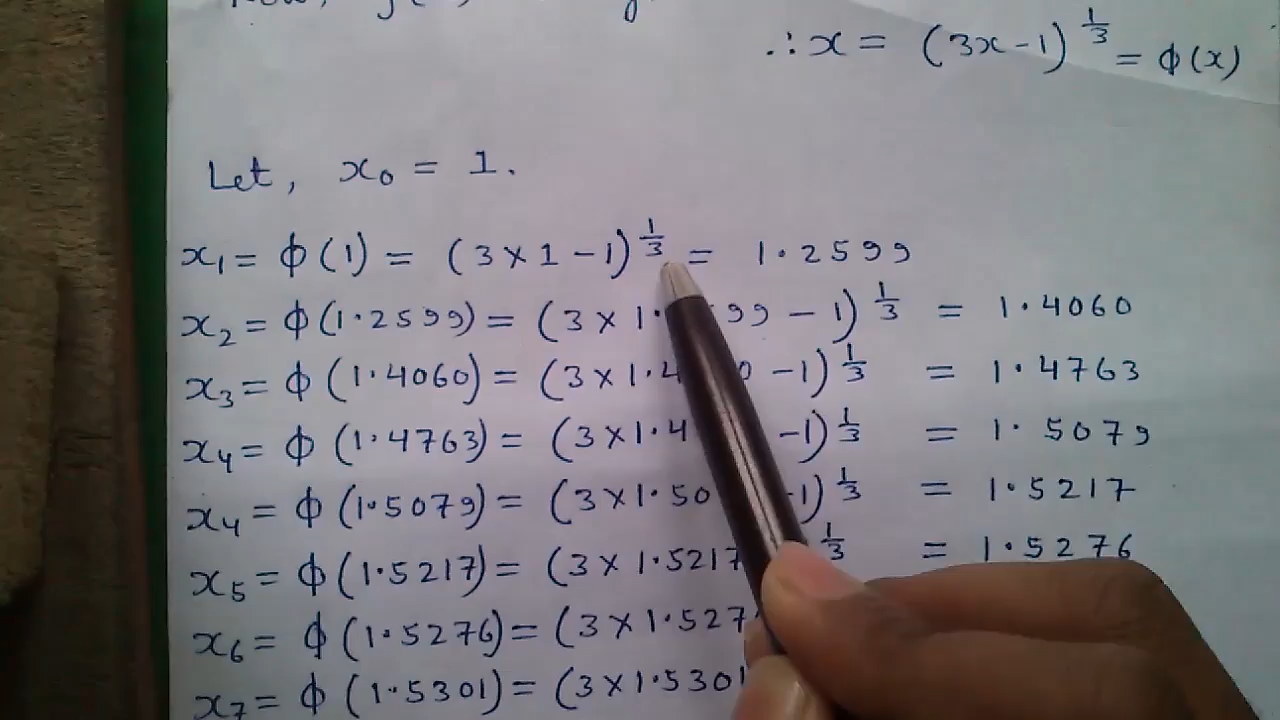 ∴ x = (3x-1)^{1/3} = ϕ(x)
Let, x₀ = 1.
x₁ = ϕ(1) = (3×1-1)^{1/3} = 1.2599
x₂ = ϕ(1.2599) = (3×1. 99-1)^{1/3} = 1.4060
x₃ = ϕ(1.4060) = (3×1.4 0-1)^{1/3} = 1.4763
x₄ = ϕ(1.4763) = (3×1.4 -1)^{1/3} = 1.5079
x₄ = ϕ(1.5079) = (3×1.50 -1)^{1/3} = 1.5217
x₅ = ϕ(1.5217) = (3×1.5217 ^{1/3} = 1.5276
x₆ = ϕ(1.5276) = (3×1.527
x₇ = ϕ(1.5301) = (3×1.5301